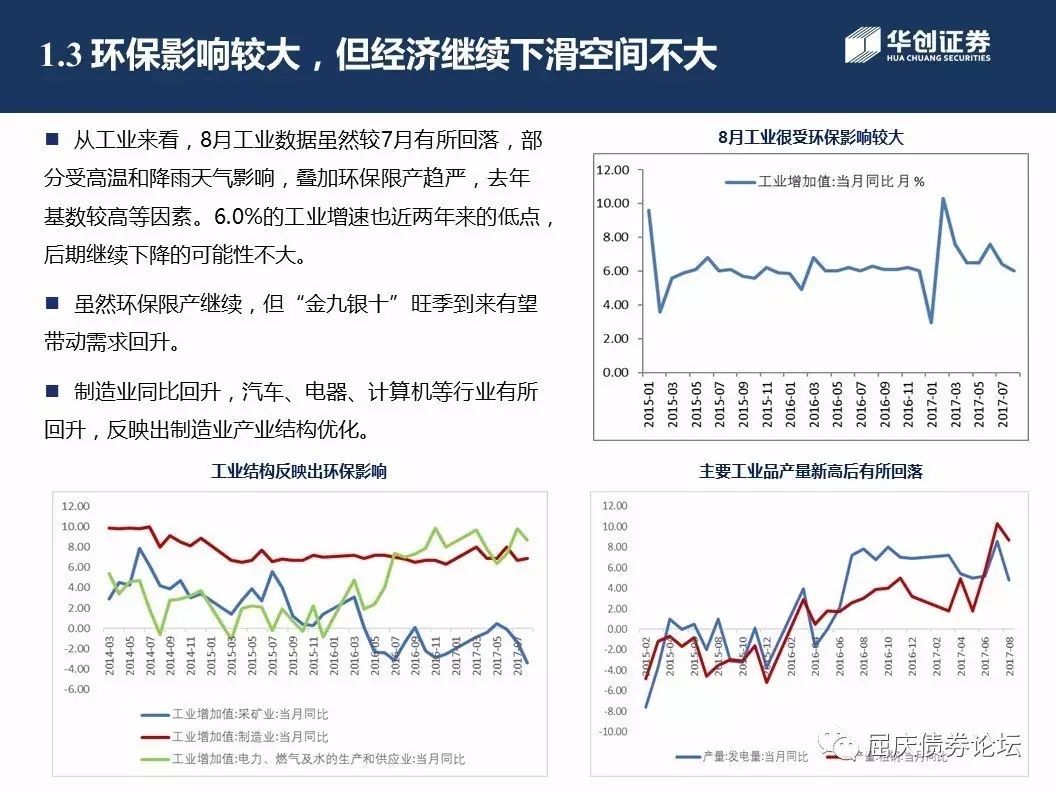 1.3 环保影响较大，但经济继续下滑空间不大
华创证券
HUA CHUANG SECURITIES
■ 从工业来看，8月工业数据虽然较7月有所回落，部
分受高温和降雨天气影响，叠加环保限产趋严，去年
基数较高等因素。6.0%的工业增速也近两年来的低点，
后期继续下降的可能性不大。
■ 虽然环保限产继续，但“金九银十”旺季到来有望
带动需求回升。
■ 制造业同比回升，汽车、电器、计算机等行业有所
回升，反映出制造业产业结构优化。
8月工业很受环保影响较大
工业增加值:当月同比 月 %
12.00
10.00
8.00
6.00
4.00
2.00
0.00
2015-01 2015-03 2015-05 2015-07 2015-09 2015-11 2016-01 2016-03 2016-05 2016-07 2016-09 2016-11 2017-01 2017-03 2017-05 2017-07
工业结构反映出环保影响
12.00
10.00
8.00
6.00
4.00
2.00
0.00
-2.00
-4.00
-6.00
2014-03 2014-05 2014-07 2014-09 2014-11 2015-01 2015-03 2015-05 2015-07 2015-09 2015-11 2016-01 2016-03 2016-05 2016-07 2016-09 2016-11 2017-01 2017-03 2017-05 2017-07
工业增加值:采矿业:当月同比
工业增加值:制造业:当月同比
工业增加值:电力、燃气及水的生产和供应业:当月同比
主要工业品产量新高后有所回落
12.00
10.00
8.00
6.00
4.00
2.00
0.00
-2.00
-4.00
-6.00
-8.00
-10.00
2015-02 2015-04 2015-06 2015-08 2015-10 2015-12 2016-02 2016-04 2016-06 2016-08 2016-10 2016-12 2017-02 2017-04 2017-06 2017-08
产量:发电量:当月同比
产量:粗钢:当月同比
屈庆债券论坛